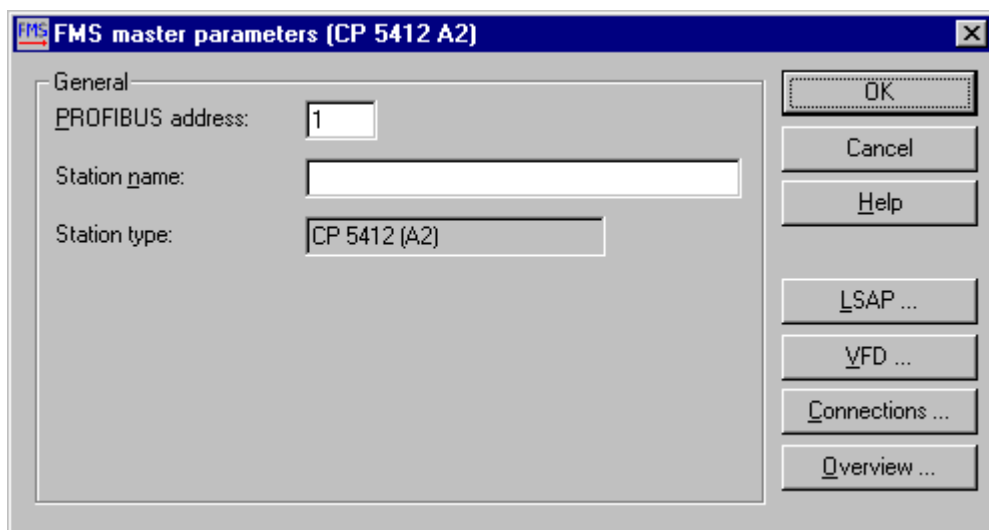 FMS FMS master parameters (CP 5412 A2)
General
PROFIBUS address: 1
Station name:
Station type: CP 5412 (A2)
OK
Cancel
Help
LSAP ...
VFD ...
Connections ...
Overview ...